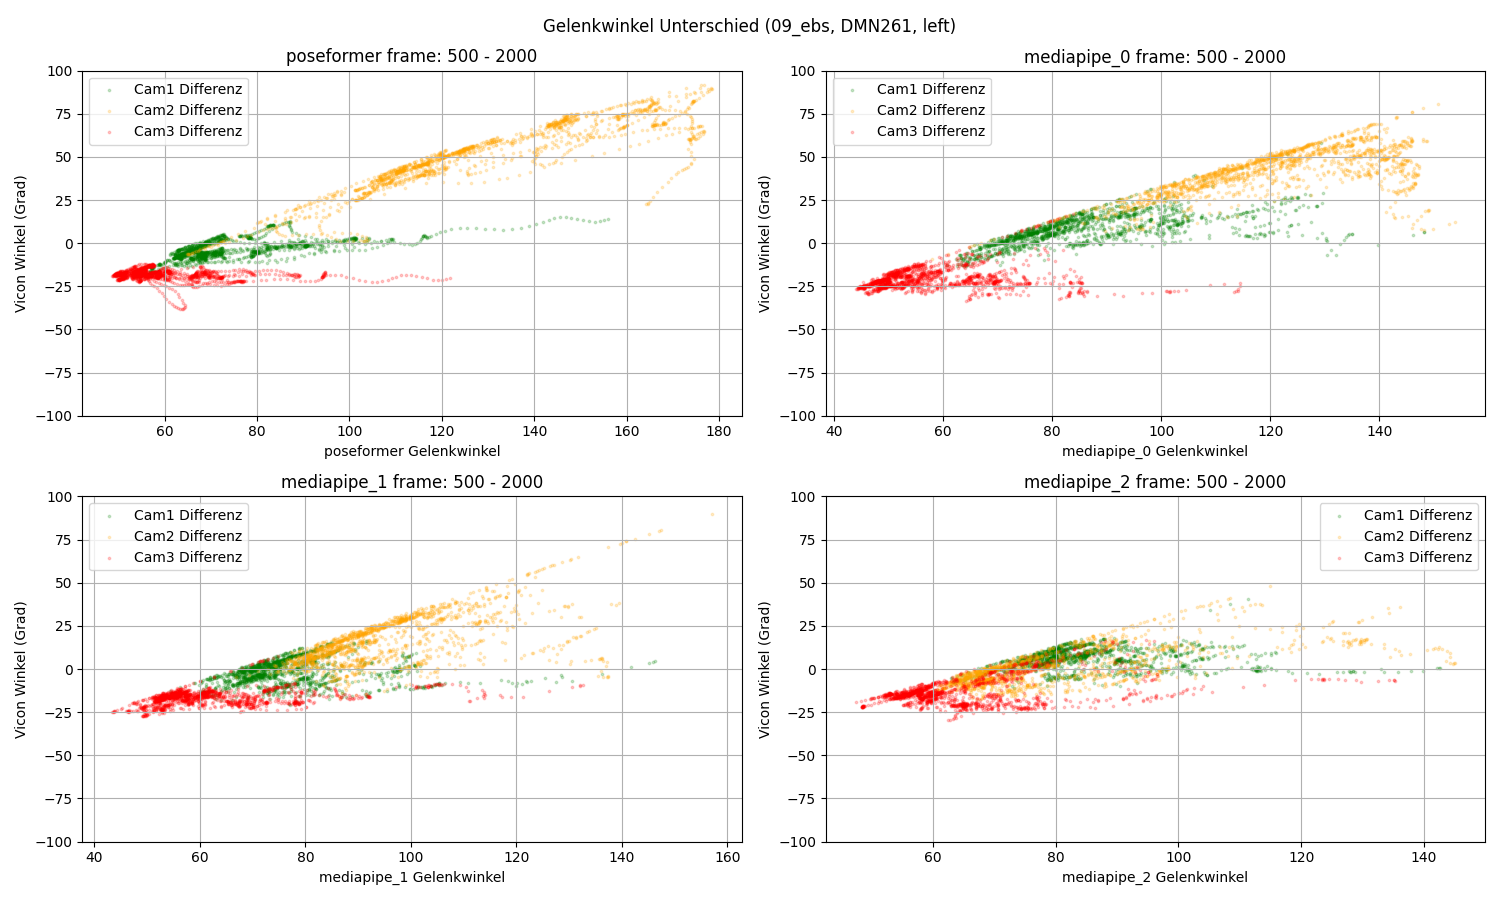 Gelenkwinkel Unterschied (09_ebs, DMN261, left)
poseformer frame: 500 - 2000
Cam1 Differenz
Cam2 Differenz
Cam3 Differenz
100
75
50
25
0
−25
−50
−75
−100
Vicon Winkel (Grad)
60 80 100 120 140 160 180
poseformer Gelenkwinkel
mediapipe_0 frame: 500 - 2000
Cam1 Differenz
Cam2 Differenz
Cam3 Differenz
100
75
50
25
0
−25
−50
−75
−100
Vicon Winkel (Grad)
40 60 80 100 120 140
mediapipe_0 Gelenkwinkel
mediapipe_1 frame: 500 - 2000
Cam1 Differenz
Cam2 Differenz
Cam3 Differenz
100
75
50
25
0
−25
−50
−75
−100
Vicon Winkel (Grad)
40 60 80 100 120 140 160
mediapipe_1 Gelenkwinkel
mediapipe_2 frame: 500 - 2000
Cam1 Differenz
Cam2 Differenz
Cam3 Differenz
100
75
50
25
0
−25
−50
−75
−100
Vicon Winkel (Grad)
60 80 100 120 140
mediapipe_2 Gelenkwinkel